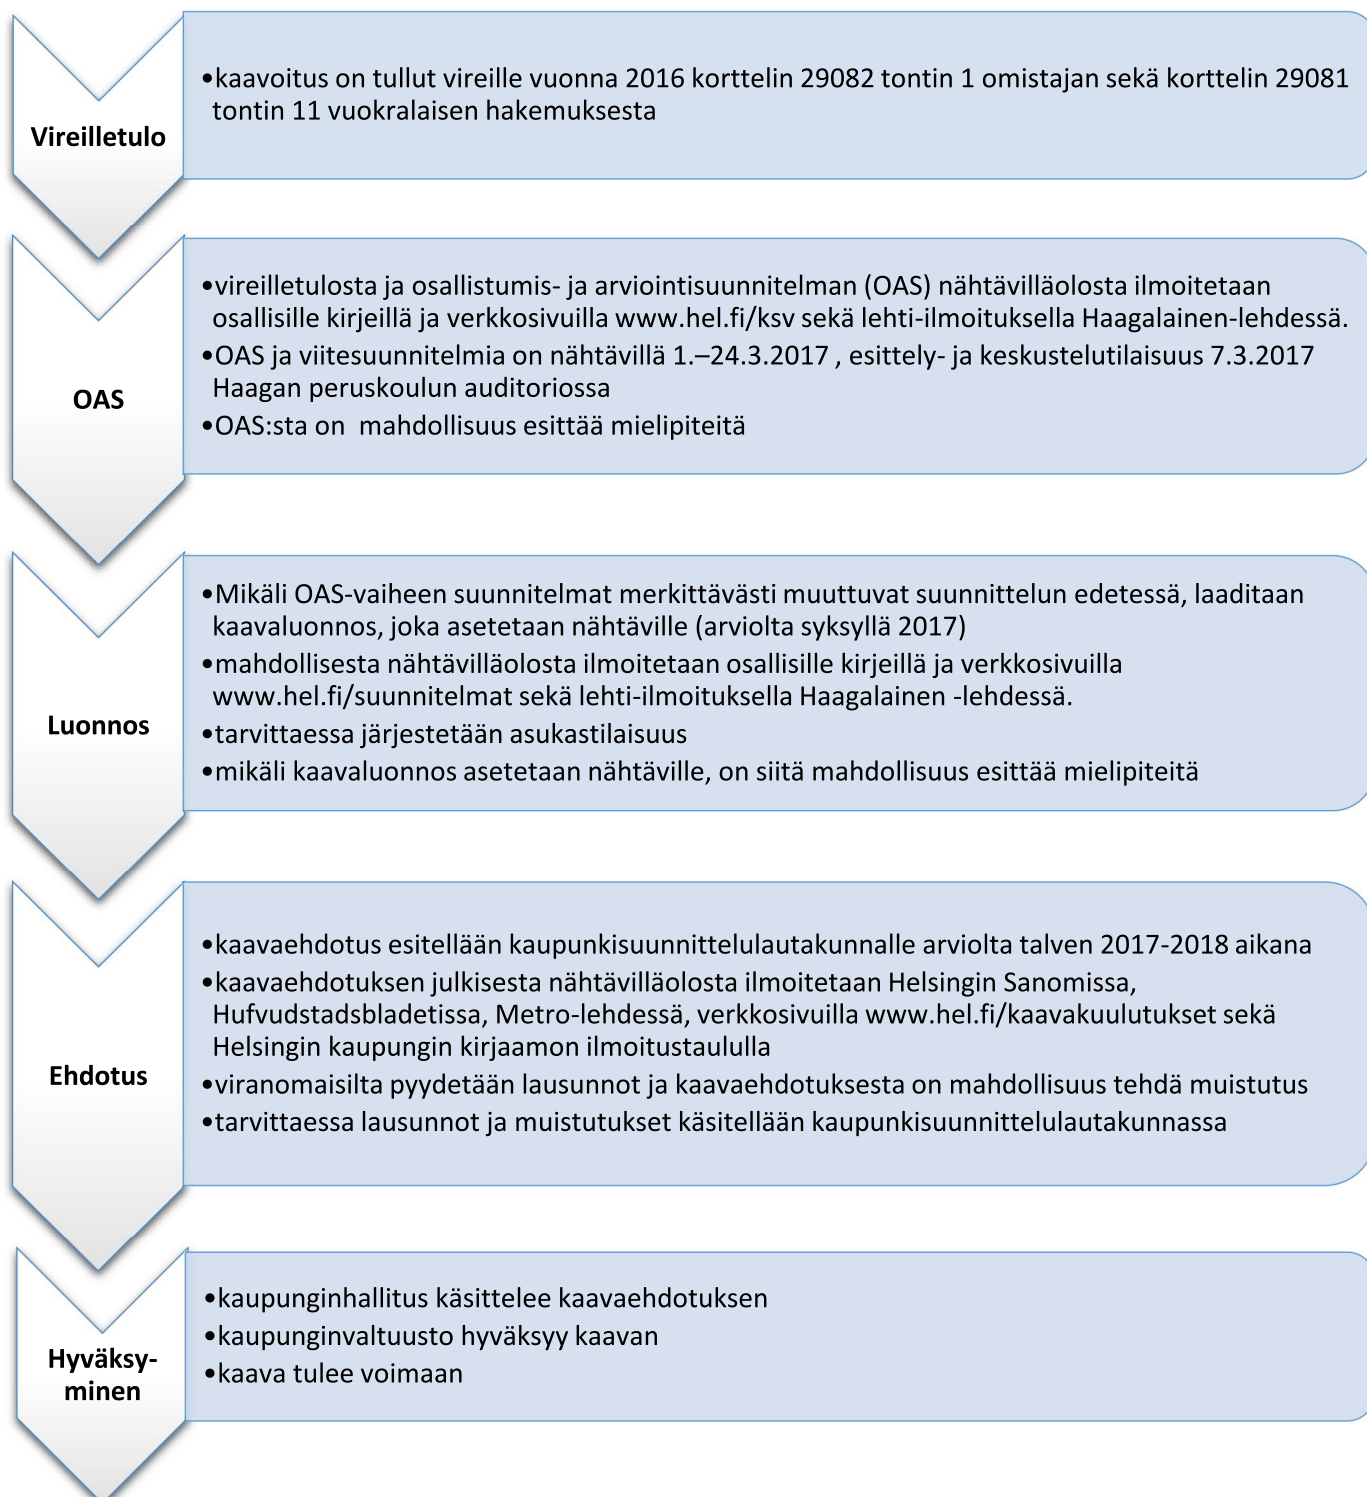 Vireilletulo
•kaavoitus on tullut vireille vuonna 2016 korttelin 29082 tontin 1 omistajan sekä korttelin 29081
tontin 11 vuokralaisen hakemuksesta
OAS
•vireilletulosta ja osallistumis- ja arviointisuunnitelman (OAS) nähtävilläolosta ilmoitetaan
osallisille kirjeillä ja verkkosivuilla www.hel.fi/ksv sekä lehti-ilmoituksella Haagalainen-lehdessä.
•OAS ja viitesuunnitelmia on nähtävillä 1.–24.3.2017 , esittely- ja keskustelutilaisuus 7.3.2017
Haagan peruskoulun auditoriossa
•OAS:sta on  mahdollisuus esittää mielipiteitä
Luonnos
•Mikäli OAS-vaiheen suunnitelmat merkittävästi muuttuvat suunnittelun edetessä, laaditaan
kaavaluonnos, joka asetetaan nähtäville (arviolta syksyllä 2017)
•mahdollisesta nähtävilläolosta ilmoitetaan osallisille kirjeillä ja verkkosivuilla
www.hel.fi/suunnitelmat sekä lehti-ilmoituksella Haagalainen -lehdessä.
•tarvittaessa järjestetään asukastilaisuus
•mikäli kaavaluonnos asetetaan nähtäville, on siitä mahdollisuus esittää mielipiteitä
Ehdotus
•kaavaehdotus esitellään kaupunkisuunnittelulautakunnalle arviolta talven 2017-2018 aikana
•kaavaehdotuksen julkisesta nähtävilläolosta ilmoitetaan Helsingin Sanomissa,
Hufvudstadsbladetissa, Metro-lehdessä, verkkosivuilla www.hel.fi/kaavakuulutukset sekä
Helsingin kaupungin kirjaamon ilmoitustaululla
•viranomaisilta pyydetään lausunnot ja kaavaehdotuksesta on mahdollisuus tehdä muistutus
•tarvittaessa lausunnot ja muistutukset käsitellään kaupunkisuunnittelulautakunnassa
Hyväksy-
minen
•kaupunginhallitus käsittelee kaavaehdotuksen
•kaupunginvaltuusto hyväksyy kaavan
•kaava tulee voimaan